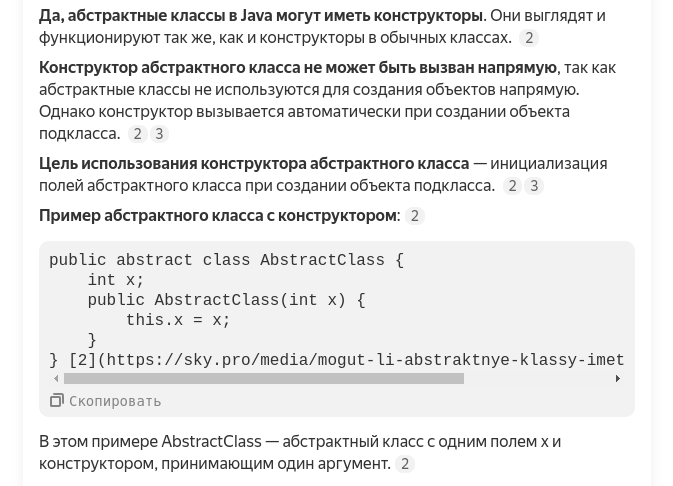 Да, абстрактные классы в Java могут иметь конструкторы. Они выглядят и
функционируют так же, как и конструкторы в обычных классах. 2
Конструктор абстрактного класса не может быть вызван напрямую, так как
абстрактные классы не используются для создания объектов напрямую.
Однако конструктор вызывается автоматически при создании объекта
подкласса. 2 3
Цель использования конструктора абстрактного класса — инициализация
полей абстрактного класса при создании объекта подкласса. 2 3
Пример абстрактного класса с конструктором: 2
public abstract class AbstractClass {
    int x;
    public AbstractClass(int x) {
        this.x = x;
    }
} [2](https://sky.pro/media/mogut-li-abstraktnye-klassy-imet
Скопировать
В этом примере AbstractClass — абстрактный класс с одним полем x и
конструктором, принимающим один аргумент. 2